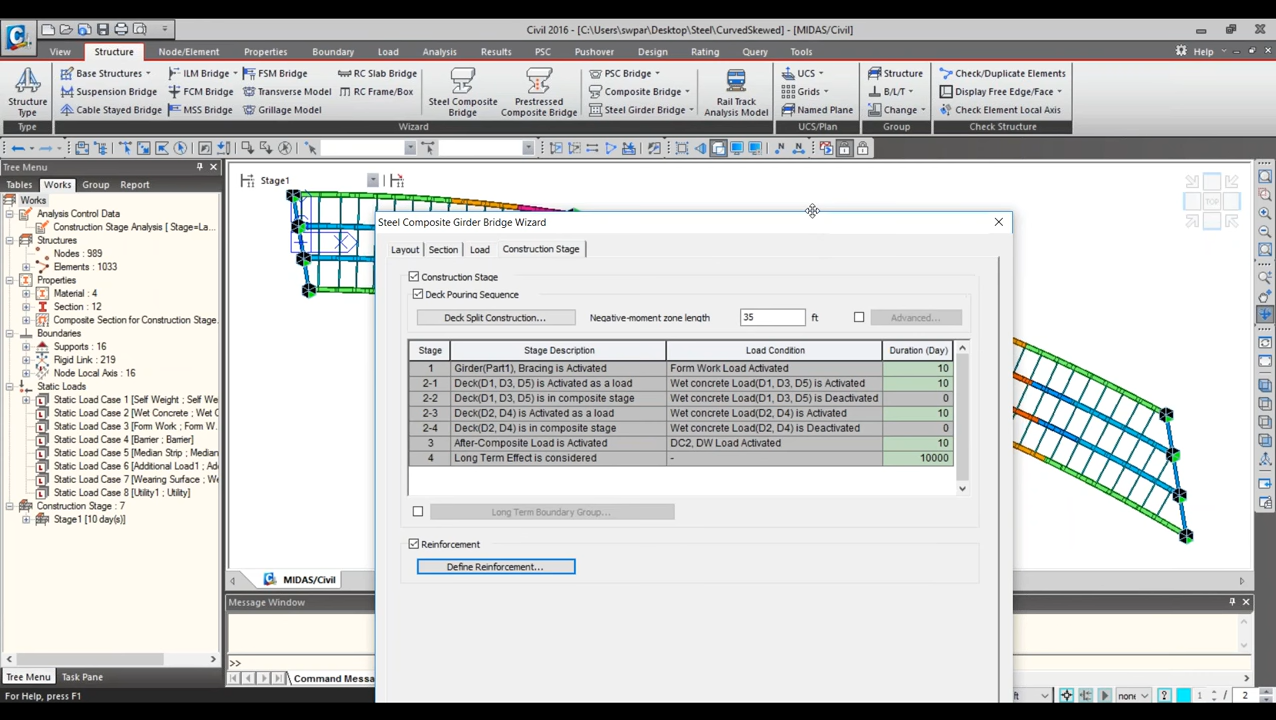 Civil 2016 - [C:\Users\swpar\Desktop\Steel\CurvedSkewed] - [MIDAS/Civil]
View Structure Node/Element Properties Boundary Load Analysis Results PSC Pushover Design Rating Query Tools Help
Structure Type
Type
Base Structures
Suspension Bridge
Cable Stayed Bridge
ILM Bridge
FCM Bridge
MSS Bridge
FSM Bridge
Transverse Model
Grillage Model
RC Slab Bridge
RC Frame/Box
Steel Composite Bridge
Prestressed Composite Bridge
PSC Bridge
Composite Bridge
Steel Girder Bridge
Wizard
Rail Track Analysis Model
UCS
Grids
Named Plane
UCS/Plan
Structure
B/L/T
Change
Group
Check/Duplicate Elements
Display Free Edge/Face
Check Element Local Axis
Check Structure
Tree Menu
Tables Works Group Report
Works
Analysis Control Data
Construction Stage Analysis [ Stage=La...
Structures
Nodes : 989
Elements : 1033
Properties
Material : 4
Section : 12
Composite Section for Construction Stage
Boundaries
Supports : 16
Rigid Link : 219
Node Local Axis : 16
Static Loads
Static Load Case 1 [Self Weight ; Self We
Static Load Case 2 [Wet Concrete ; Wet C
Static Load Case 3 [Form Work ; Form W...
Static Load Case 4 [Barrier ; Barrier]
Static Load Case 5 [Median Strip ; Media
Static Load Case 6 [Additional Load1 ; Ad
Static Load Case 7 [Wearing Surface ; We
Static Load Case 8 [Utility1 ; Utility]
Construction Stage : 7
Stage1 [10 day(s)]
Tree Menu Task Pane
For Help, press F1
Stage1
TOP
Steel Composite Girder Bridge Wizard
Layout Section Load Construction Stage
Construction Stage
Deck Pouring Sequence
Deck Split Construction... Negative-moment zone length 35 ft Advanced...
Stage Stage Description Load Condition Duration (Day)
1 Girder(Part1), Bracing is Activated Form Work Load Activated 10
2-1 Deck(D1, D3, D5) is Activated as a load Wet concrete Load(D1, D3, D5) is Activated 10
2-2 Deck(D1, D3, D5) is in composite stage Wet concrete Load(D1, D3, D5) is Deactivated 0
2-3 Deck(D2, D4) is Activated as a load Wet concrete Load(D2, D4) is Activated 10
2-4 Deck(D2, D4) is in composite stage Wet concrete Load(D2, D4) is Deactivated 0
3 After-Composite Load is Activated DC2, DW Load Activated 10
4 Long Term Effect is considered - 10000
Long Term Boundary Group...
Reinforcement
Define Reinforcement...
MIDAS/Civil
Message Window
>>
Command Messa
ft none 1 / 2